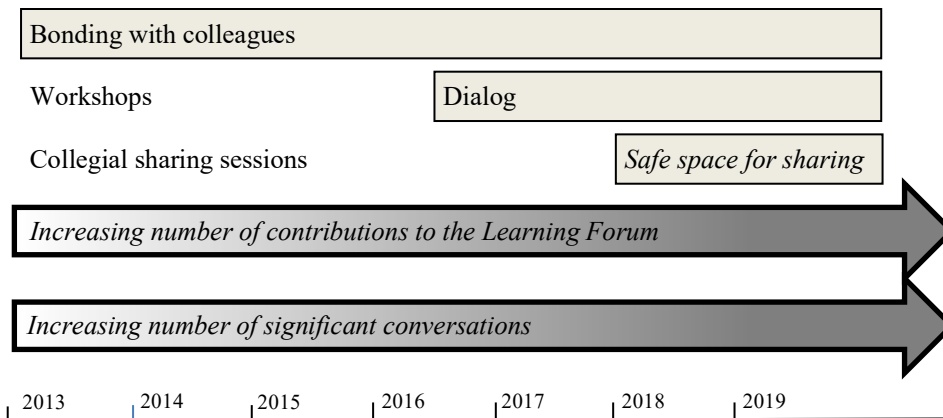 Bonding with colleagues
Workshops Dialog
Collegial sharing sessions Safe space for sharing
Increasing number of contributions to the Learning Forum
Increasing number of significant conversations
2013 2014 2015 2016 2017 2018 2019